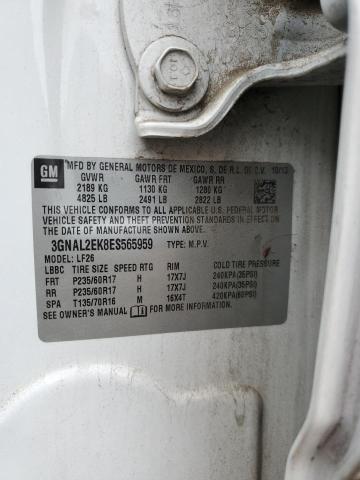 GM
MFD BY GENERAL MOTORS DE MEXICO, S. DE R.L. DE C.V. 10/13
GVWR GAWR FRT GAWR RR
2189 KG 1130 KG 1280 KG
4825 LB 2491 LB 2822 LB
THIS VEHICLE CONFORMS TO ALL APPLICABLE U.S. FEDERAL MOTOR
VEHICLE SAFETY, BUMPER, AND THEFT PREVENTION STANDARDS IN
EFFECT ON THE DATE OF MANUFACTURE SHOWN ABOVE.
3GNAL2EK8ES565959 TYPE: M.P.V.
MODEL: LF26
LBBC TIRE SIZE SPEED RTG RIM COLD TIRE PRESSURE
FRT P235/60R17 H 17X7J 240KPA(35PSI)
RR P235/60R17 H 17X7J 240KPA(35PSI)
SPA T135/70R16 M 16X4T 420KPA(60PSI)
SEE OWNER'S MANUAL FOR MORE INFORMATION.